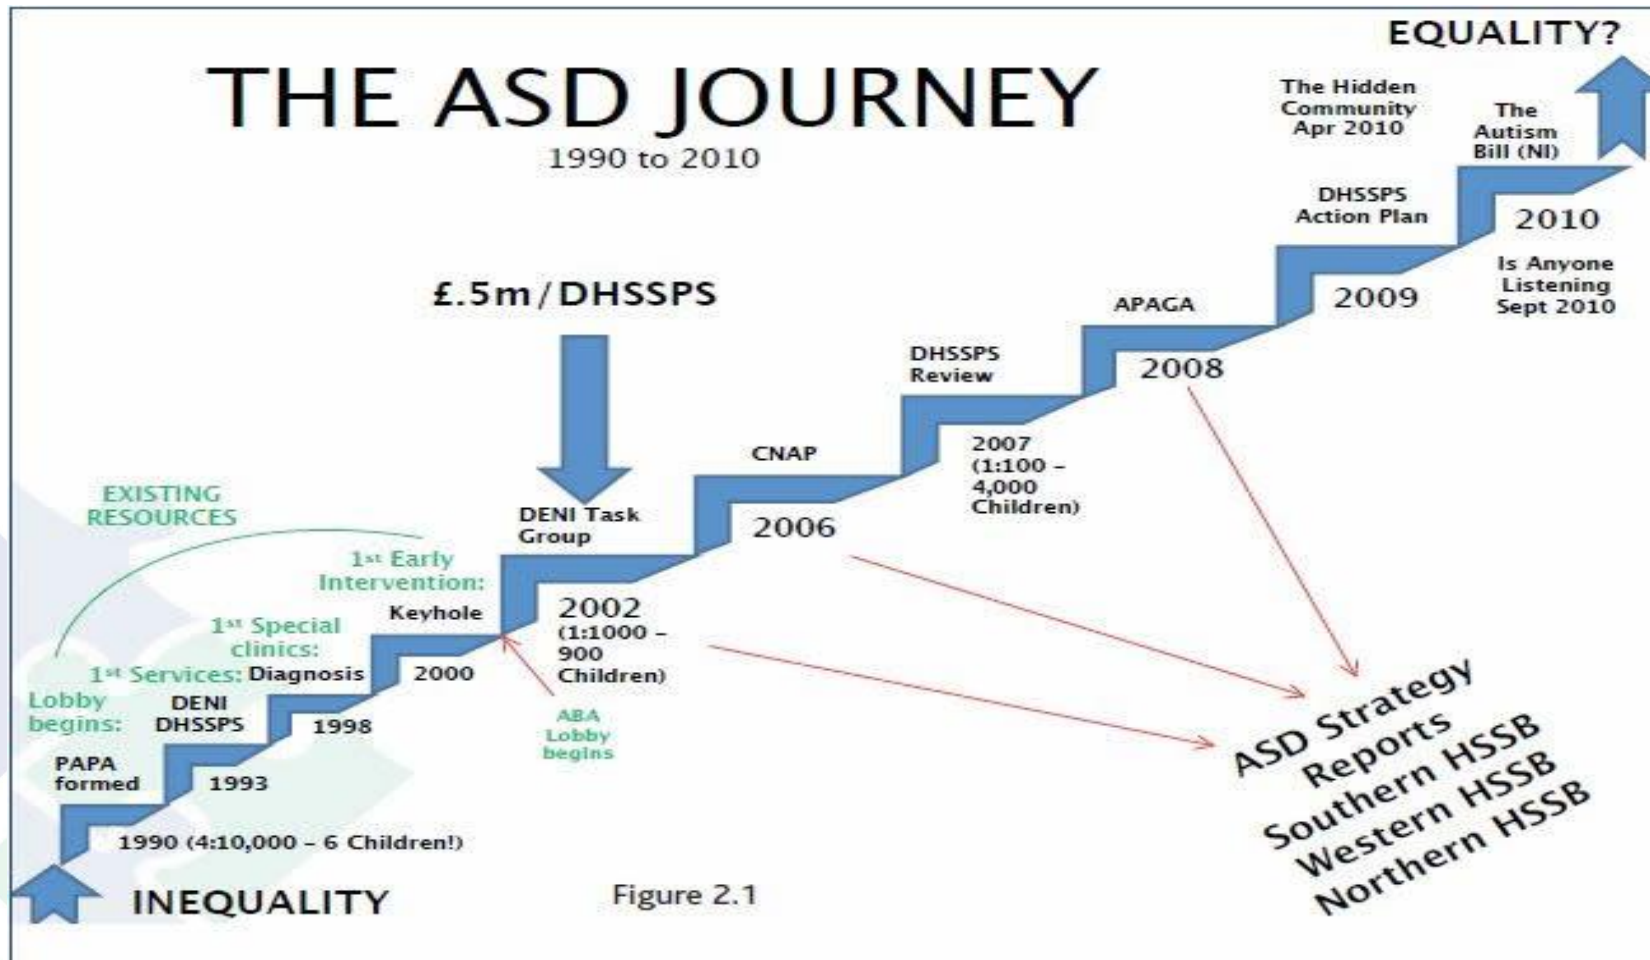 EQUALITY?
THE ASD JOURNEY
1990 to 2010
The Hidden
Community
Apr 2010
The
Autism
Bill (NI)
2010
Is Anyone
Listening
Sept 2010
DHSSPS
Action Plan
2009
£.5m/DHSSPS
APAGA
2008
DHSSPS
Review
2007
(1:100 –
4,000
Children)
CNAP
2006
DENI Task
Group
2002
(1:1000 –
900
Children)
EXISTING
RESOURCES
1st Early
Intervention:
Keyhole
2000
1st Special
clinics:
Diagnosis
1998
1st Services:
DENI
DHSSPS
1993
Lobby
begins:
PAPA
formed
1990 (4:10,000 – 6 Children!)
ABA
Lobby
begins
ASD Strategy
Reports
Southern HSSB
Western HSSB
Northern HSSB
INEQUALITY
Figure 2.1